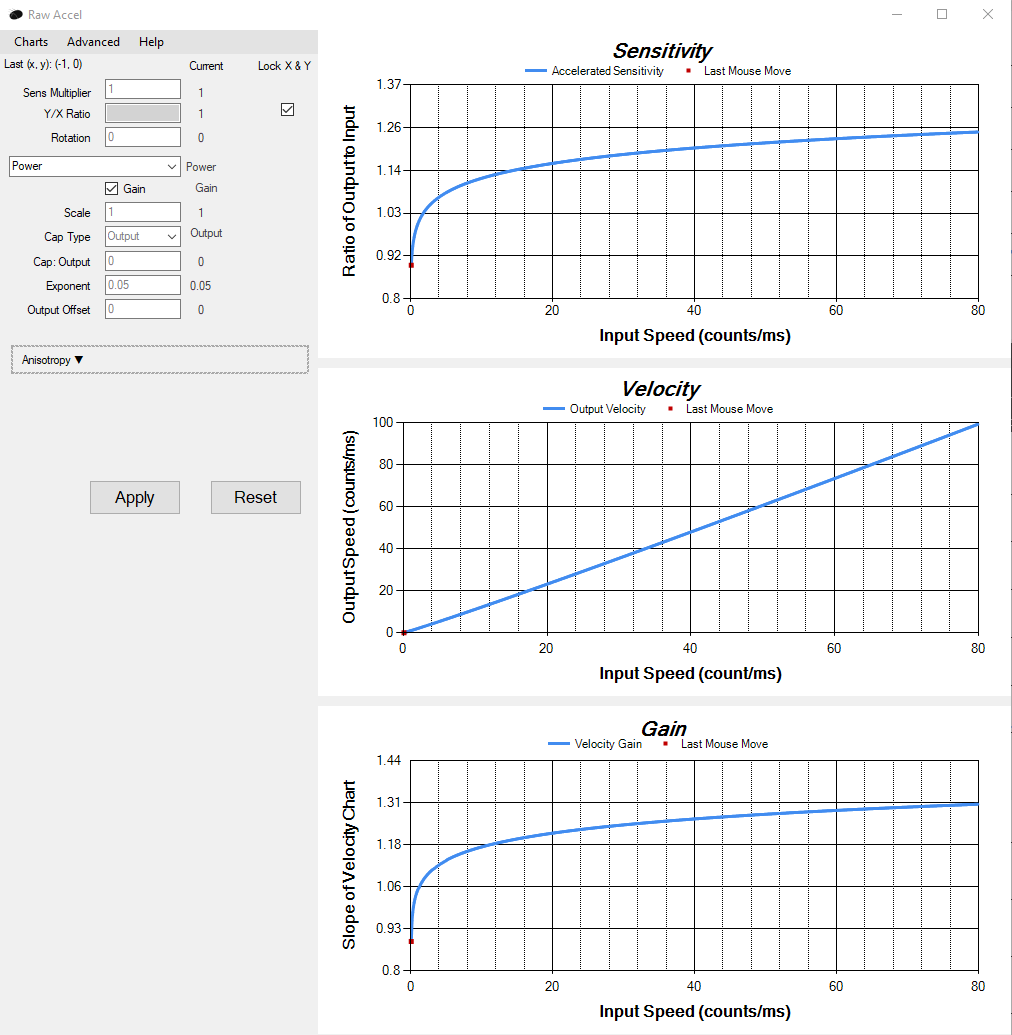 Raw Accel
Charts Advanced Help
Last (x, y): (-1, 0) Current Lock X & Y
Sens Multiplier 1 1
Y/X Ratio 1
Rotation 0 0
Power Power
Gain Gain
Scale 1 1
Cap Type Output Output
Cap: Output 0 0
Exponent 0.05 0.05
Output Offset 0 0
Anisotropy ▼
Apply Reset
Sensitivity
Accelerated Sensitivity Last Mouse Move
Ratio of Output to Input
1.37
1.26
1.14
1.03
0.92
0.8
0 20 40 60 80
Input Speed (counts/ms)
Velocity
Output Velocity Last Mouse Move
Output Speed (counts/ms)
100
80
60
40
20
0
0 20 40 60 80
Input Speed (count/ms)
Gain
Velocity Gain Last Mouse Move
Slope of Velocity Chart
1.44
1.31
1.18
1.06
0.93
0.8
0 20 40 60 80
Input Speed (counts/ms)